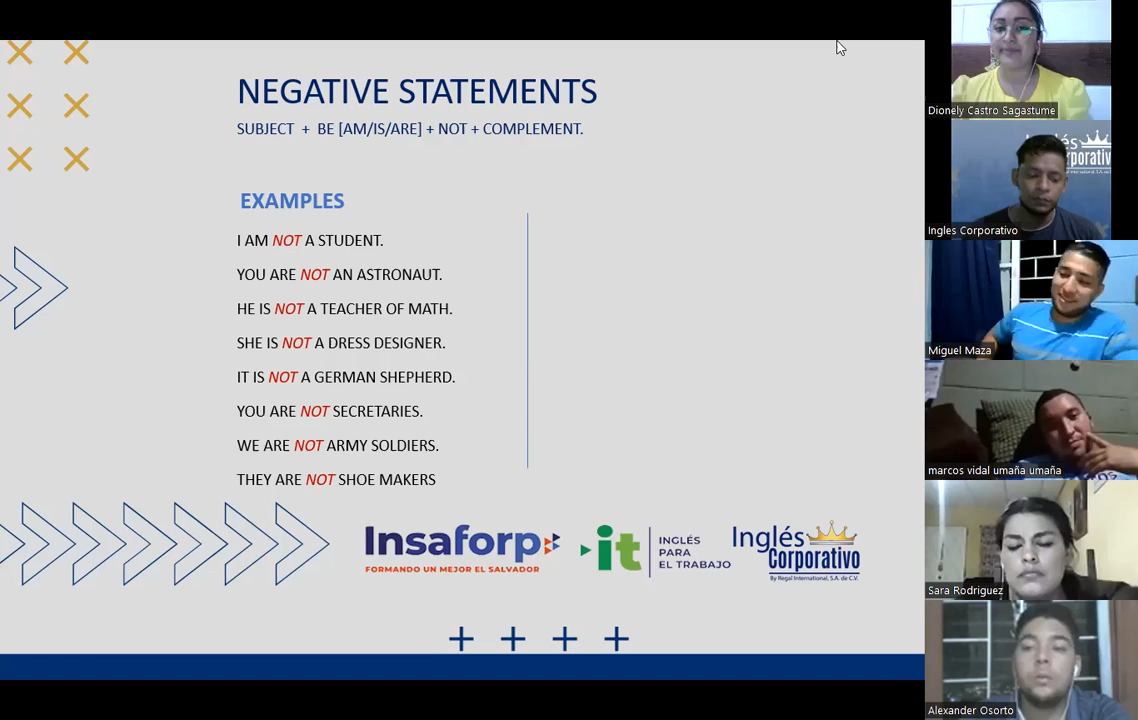 NEGATIVE STATEMENTS
SUBJECT + BE [AM/IS/ARE] + NOT + COMPLEMENT.
EXAMPLES
I AM NOT A STUDENT.
YOU ARE NOT AN ASTRONAUT.
HE IS NOT A TEACHER OF MATH.
SHE IS NOT A DRESS DESIGNER.
IT IS NOT A GERMAN SHEPHERD.
YOU ARE NOT SECRETARIES.
WE ARE NOT ARMY SOLDIERS.
THEY ARE NOT SHOE MAKERS
Insaforp
FORMANDO UN MEJOR EL SALVADOR
it
INGLÉS
PARA
EL TRABAJO
Inglés
Corporativo
By Regal International, S.A. de C.V.
Dionely Castro Sagastume
Ingles Corporativo
Miguel Maza
marcos vidal umaña umaña
Sara Rodriguez
Alexander Osorto